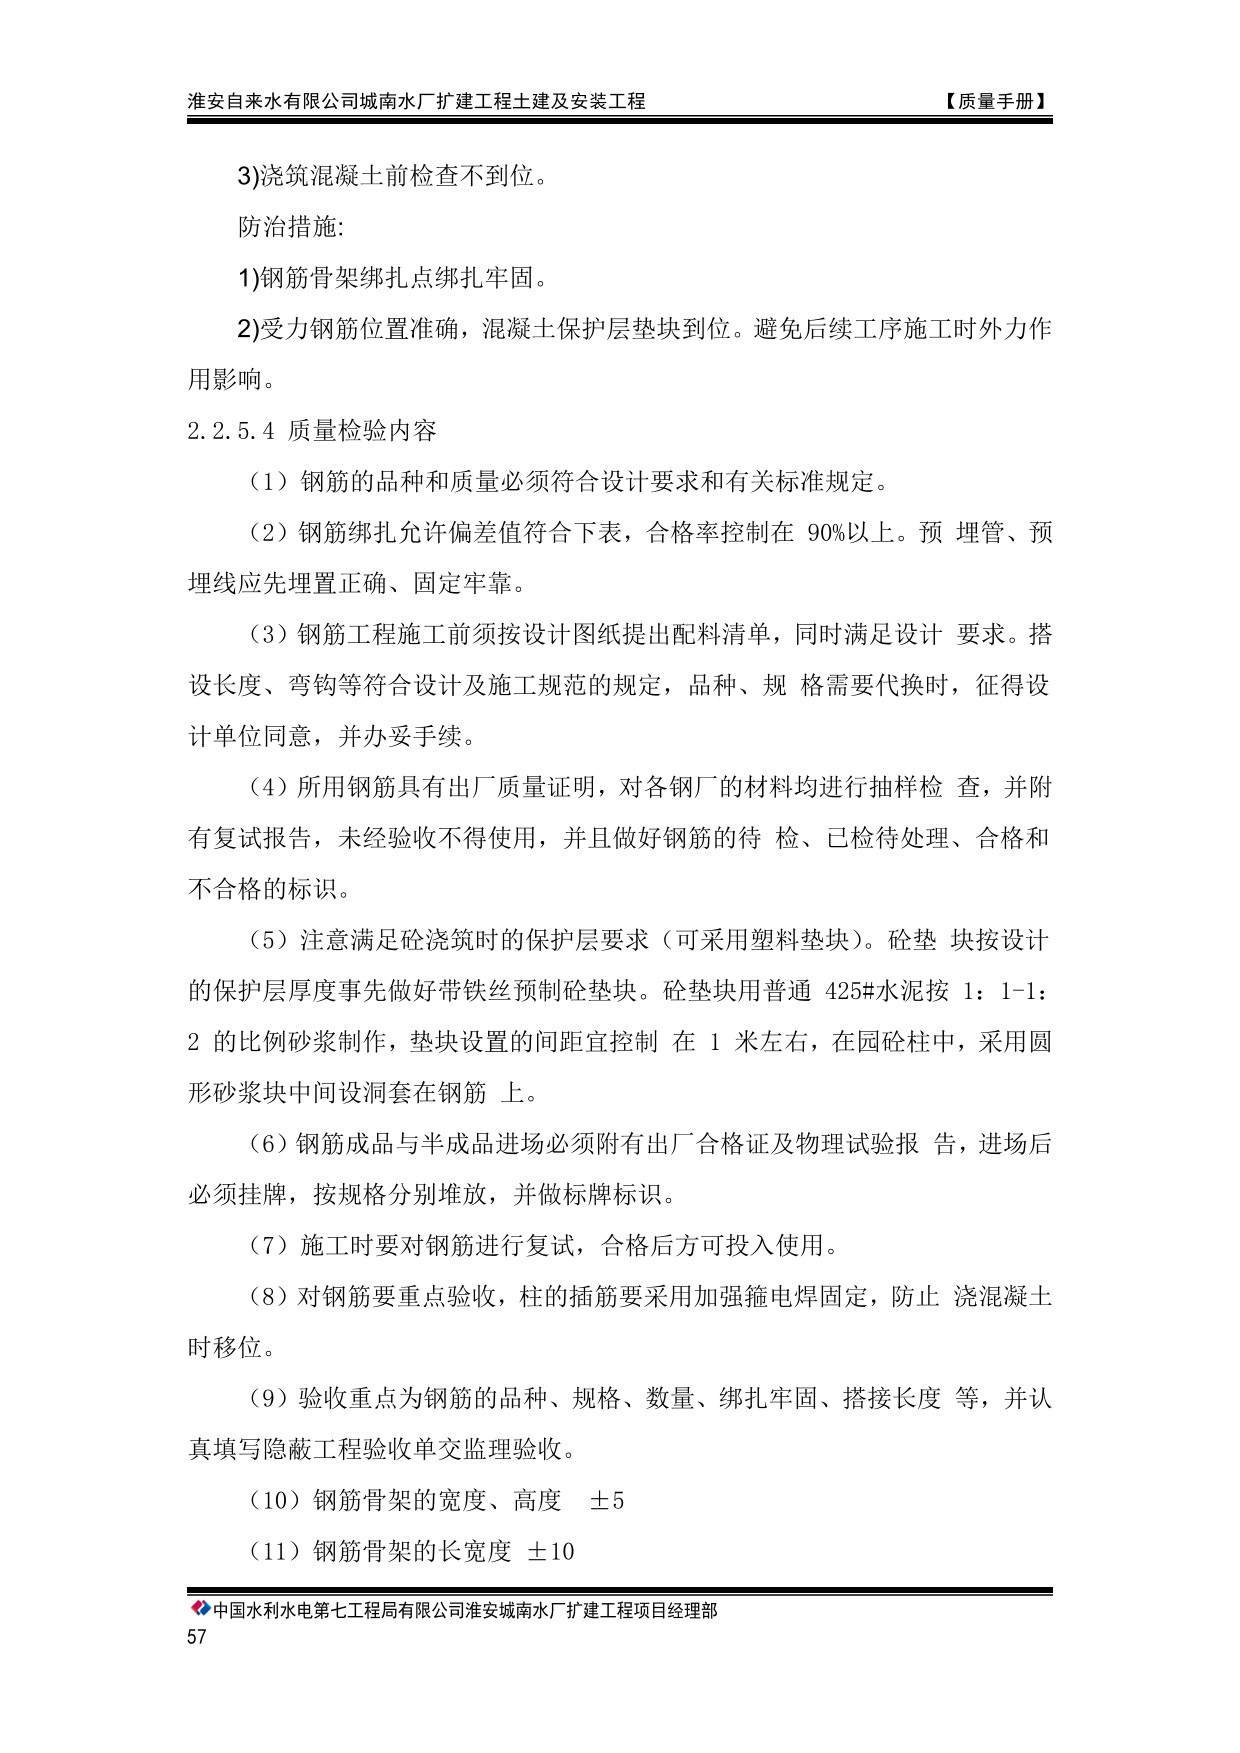 淮安自来水有限公司城南水厂扩建工程土建及安装工程 【质量手册】
3)浇筑混凝土前检查不到位。
防治措施:
1)钢筋骨架绑扎点绑扎牢固。
2)受力钢筋位置准确，混凝土保护层垫块到位。避免后续工序施工时外力作
用影响。
2.2.5.4 质量检验内容
（1）钢筋的品种和质量必须符合设计要求和有关标准规定。
（2）钢筋绑扎允许偏差值符合下表，合格率控制在 90%以上。预 埋管、预
埋线应先埋置正确、固定牢靠。
（3）钢筋工程施工前须按设计图纸提出配料清单，同时满足设计 要求。搭
设长度、弯钩等符合设计及施工规范的规定，品种、规 格需要代换时，征得设
计单位同意，并办妥手续。
（4）所用钢筋具有出厂质量证明，对各钢厂的材料均进行抽样检 查，并附
有复试报告，未经验收不得使用，并且做好钢筋的待 检、已检待处理、合格和
不合格的标识。
（5）注意满足砼浇筑时的保护层要求（可采用塑料垫块）。砼垫 块按设计
的保护层厚度事先做好带铁丝预制砼垫块。砼垫块用普通 425#水泥按 1：1-1：
2 的比例砂浆制作，垫块设置的间距宜控制 在 1 米左右，在园砼柱中，采用圆
形砂浆块中间设洞套在钢筋 上。
（6）钢筋成品与半成品进场必须附有出厂合格证及物理试验报 告，进场后
必须挂牌，按规格分别堆放，并做标牌标识。
（7）施工时要对钢筋进行复试，合格后方可投入使用。
（8）对钢筋要重点验收，柱的插筋要采用加强箍电焊固定，防止 浇混凝土
时移位。
（9）验收重点为钢筋的品种、规格、数量、绑扎牢固、搭接长度 等，并认
真填写隐蔽工程验收单交监理验收。
（10）钢筋骨架的宽度、高度 ±5
（11）钢筋骨架的长宽度 ±10
中国水利水电第七工程局有限公司淮安城南水厂扩建工程项目经理部
57